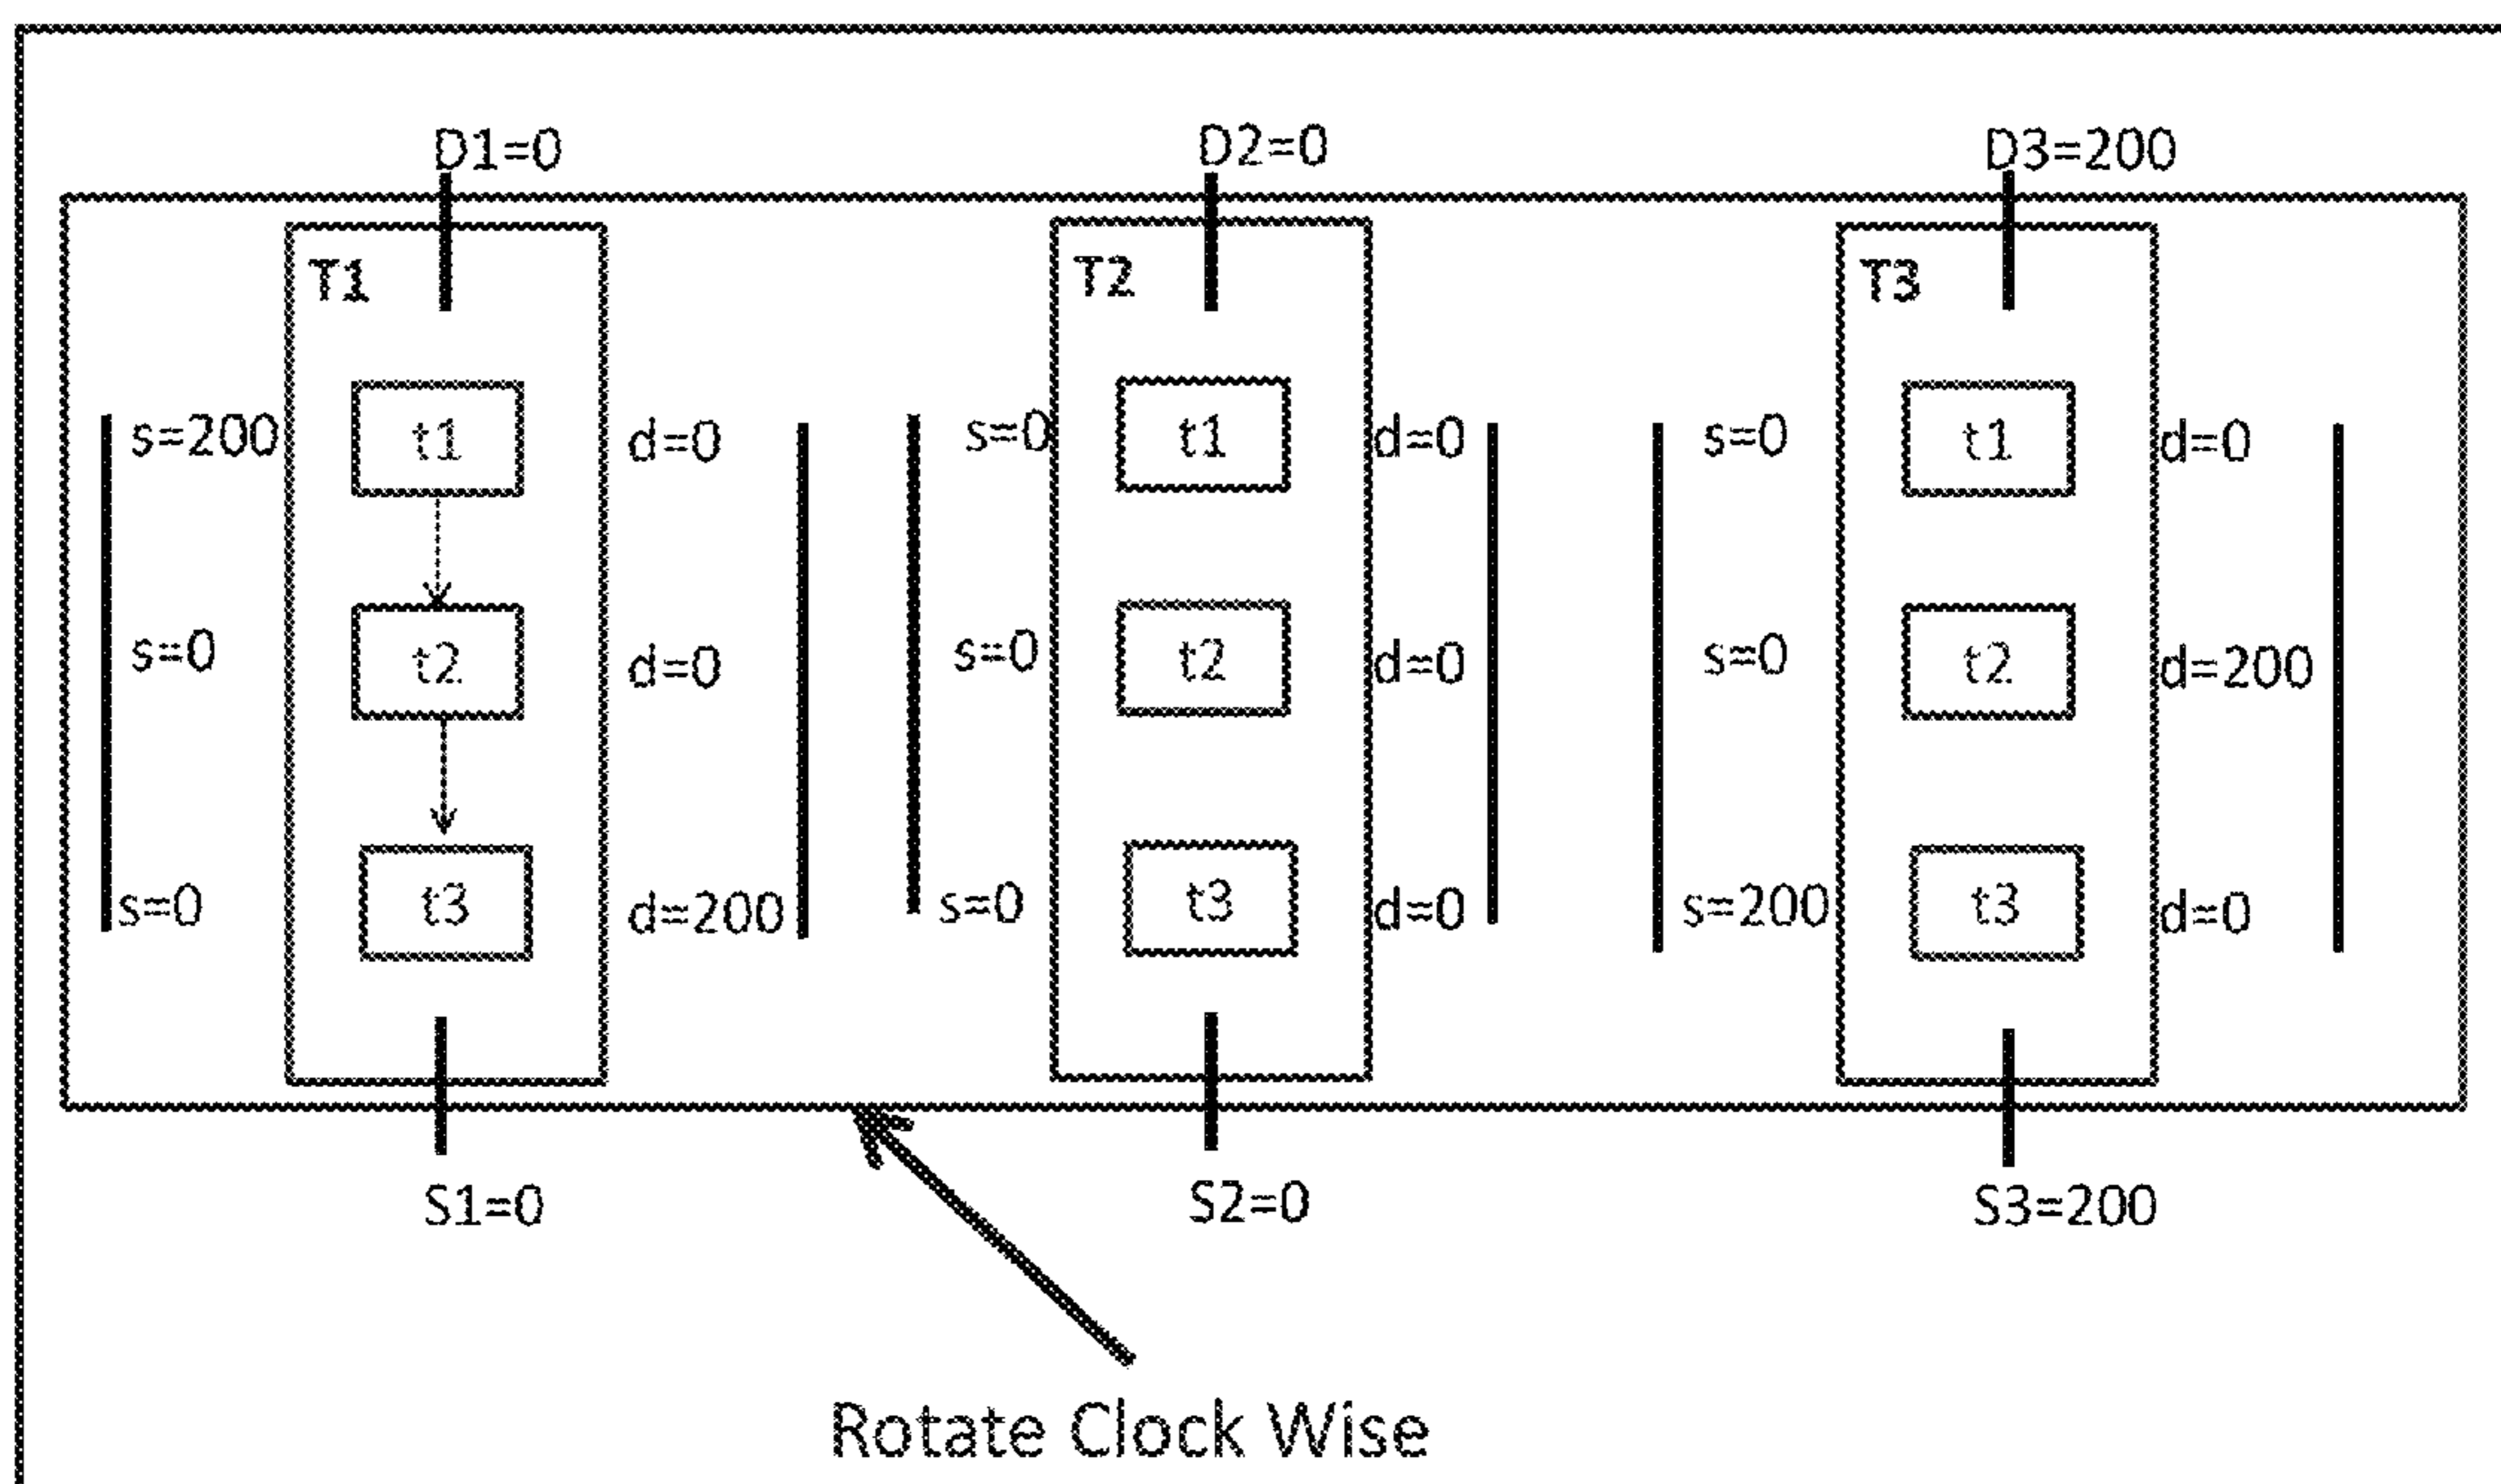 D1=0 D2=0 D3=200
T1 T2 T3
s=200 t1 d=0 s=0 t1 d=0 s=0 t1 d=0
s=0 t2 d=0 s=0 t2 d=0 s=0 t2 d=200
s=0 t3 d=200 s=0 t3 d=0 s=200 t3 d=0
S1=0 S2=0 S3=200
Rotate Clock Wise